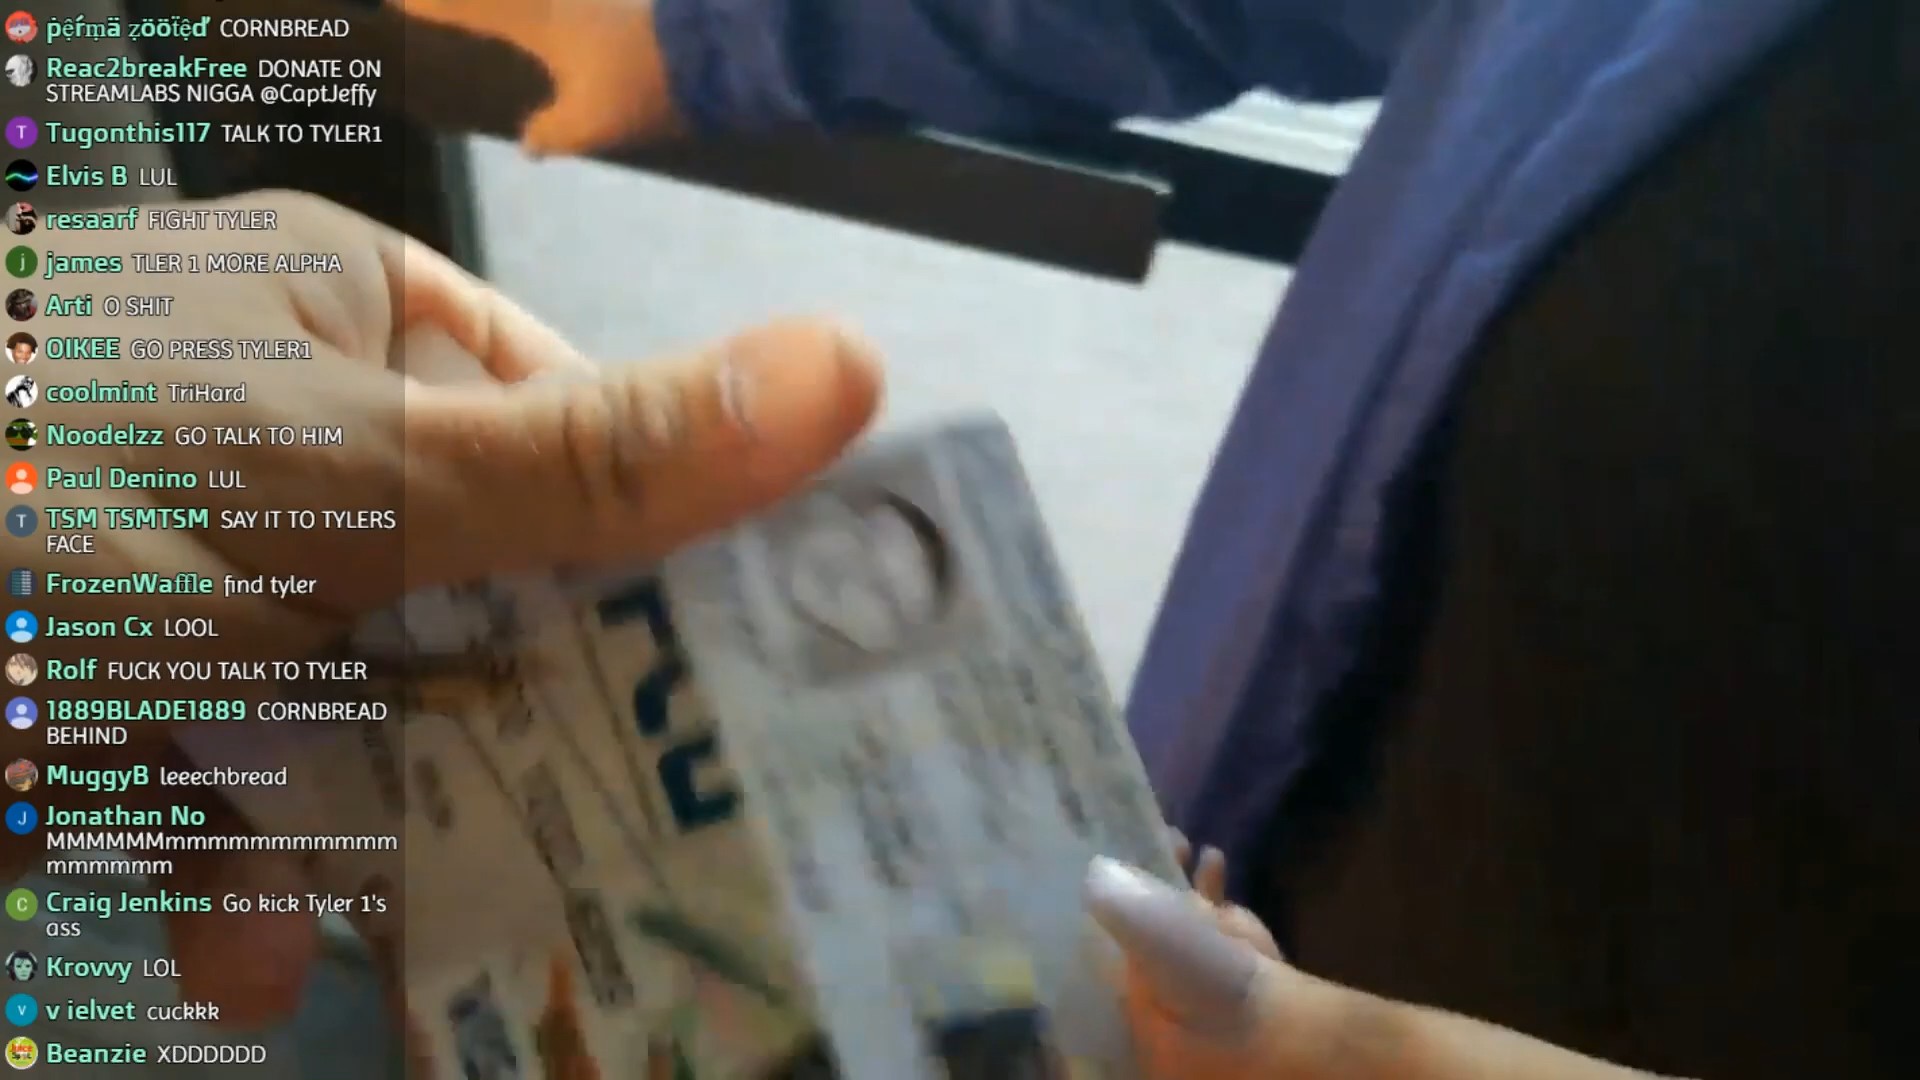 ṗệŕṃä ẓööẗệď CORNBREAD
Reac2breakFree DONATE ON
STREAMLABS NIGGA @CaptJeffy
T Tugonthis117 TALK TO TYLER1
Elvis B LUL
resaarf FIGHT TYLER
j james TLER 1 MORE ALPHA
Arti O SHIT
OIKEE GO PRESS TYLER1
coolmint TriHard
Noodelzz GO TALK TO HIM
Paul Denino LUL
T TSM TSMTSM SAY IT TO TYLERS
FACE
FrozenWaffle find tyler
Jason Cx LOOL
Rolf FUCK YOU TALK TO TYLER
1889BLADE1889 CORNBREAD
BEHIND
MuggyB leeechbread
J Jonathan No
MMMMMMmmmmmmmmmmm
mmmmmm
C Craig Jenkins Go kick Tyler 1's
ass
Krovvy LOL
v v ielvet cuckkk
Beanzie XDDDDDD